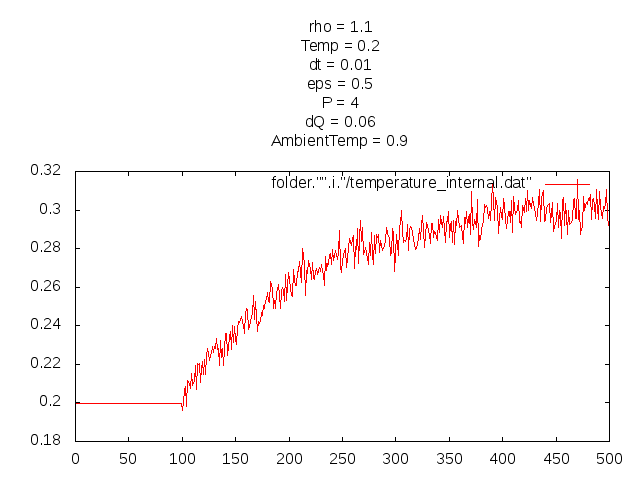 rho = 1.1
Temp = 0.2
dt = 0.01
eps = 0.5
P = 4
dQ = 0.06
AmbientTemp = 0.9
folder."".i."/temperature_internal.dat"
0.32
0.3
0.28
0.26
0.24
0.22
0.2
0.18
0 50 100 150 200 250 300 350 400 450 500